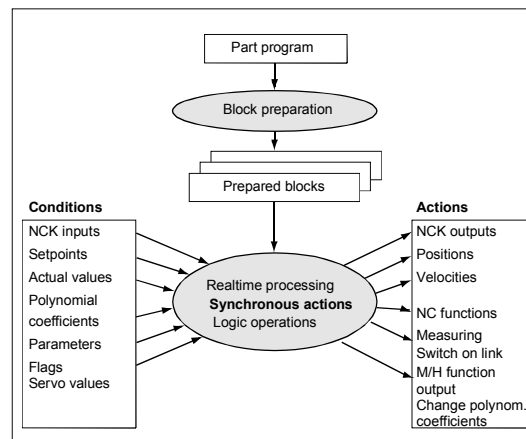 Part program
Block preparation
Prepared blocks
Conditions
NCK inputs
Setpoints
Actual values
Polynomial
coefficients
Parameters
Flags
Servo values
Realtime processing
Synchronous actions
Logic operations
Actions
NCK outputs
Positions
Velocities
NC functions
Measuring
Switch on link
M/H function
output
Change polynom.
coefficients